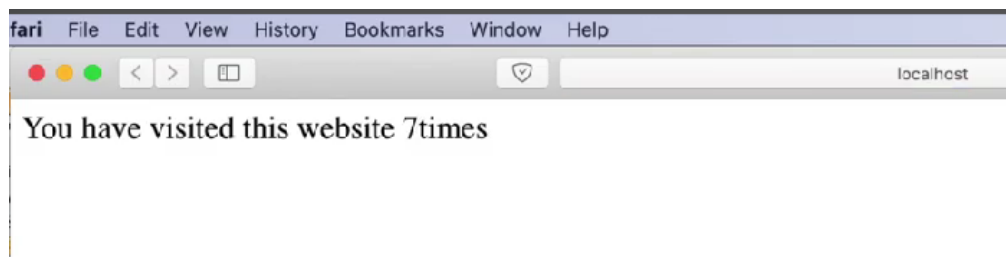 fari File Edit View History Bookmarks Window Help
localhost
You have visited this website 7times